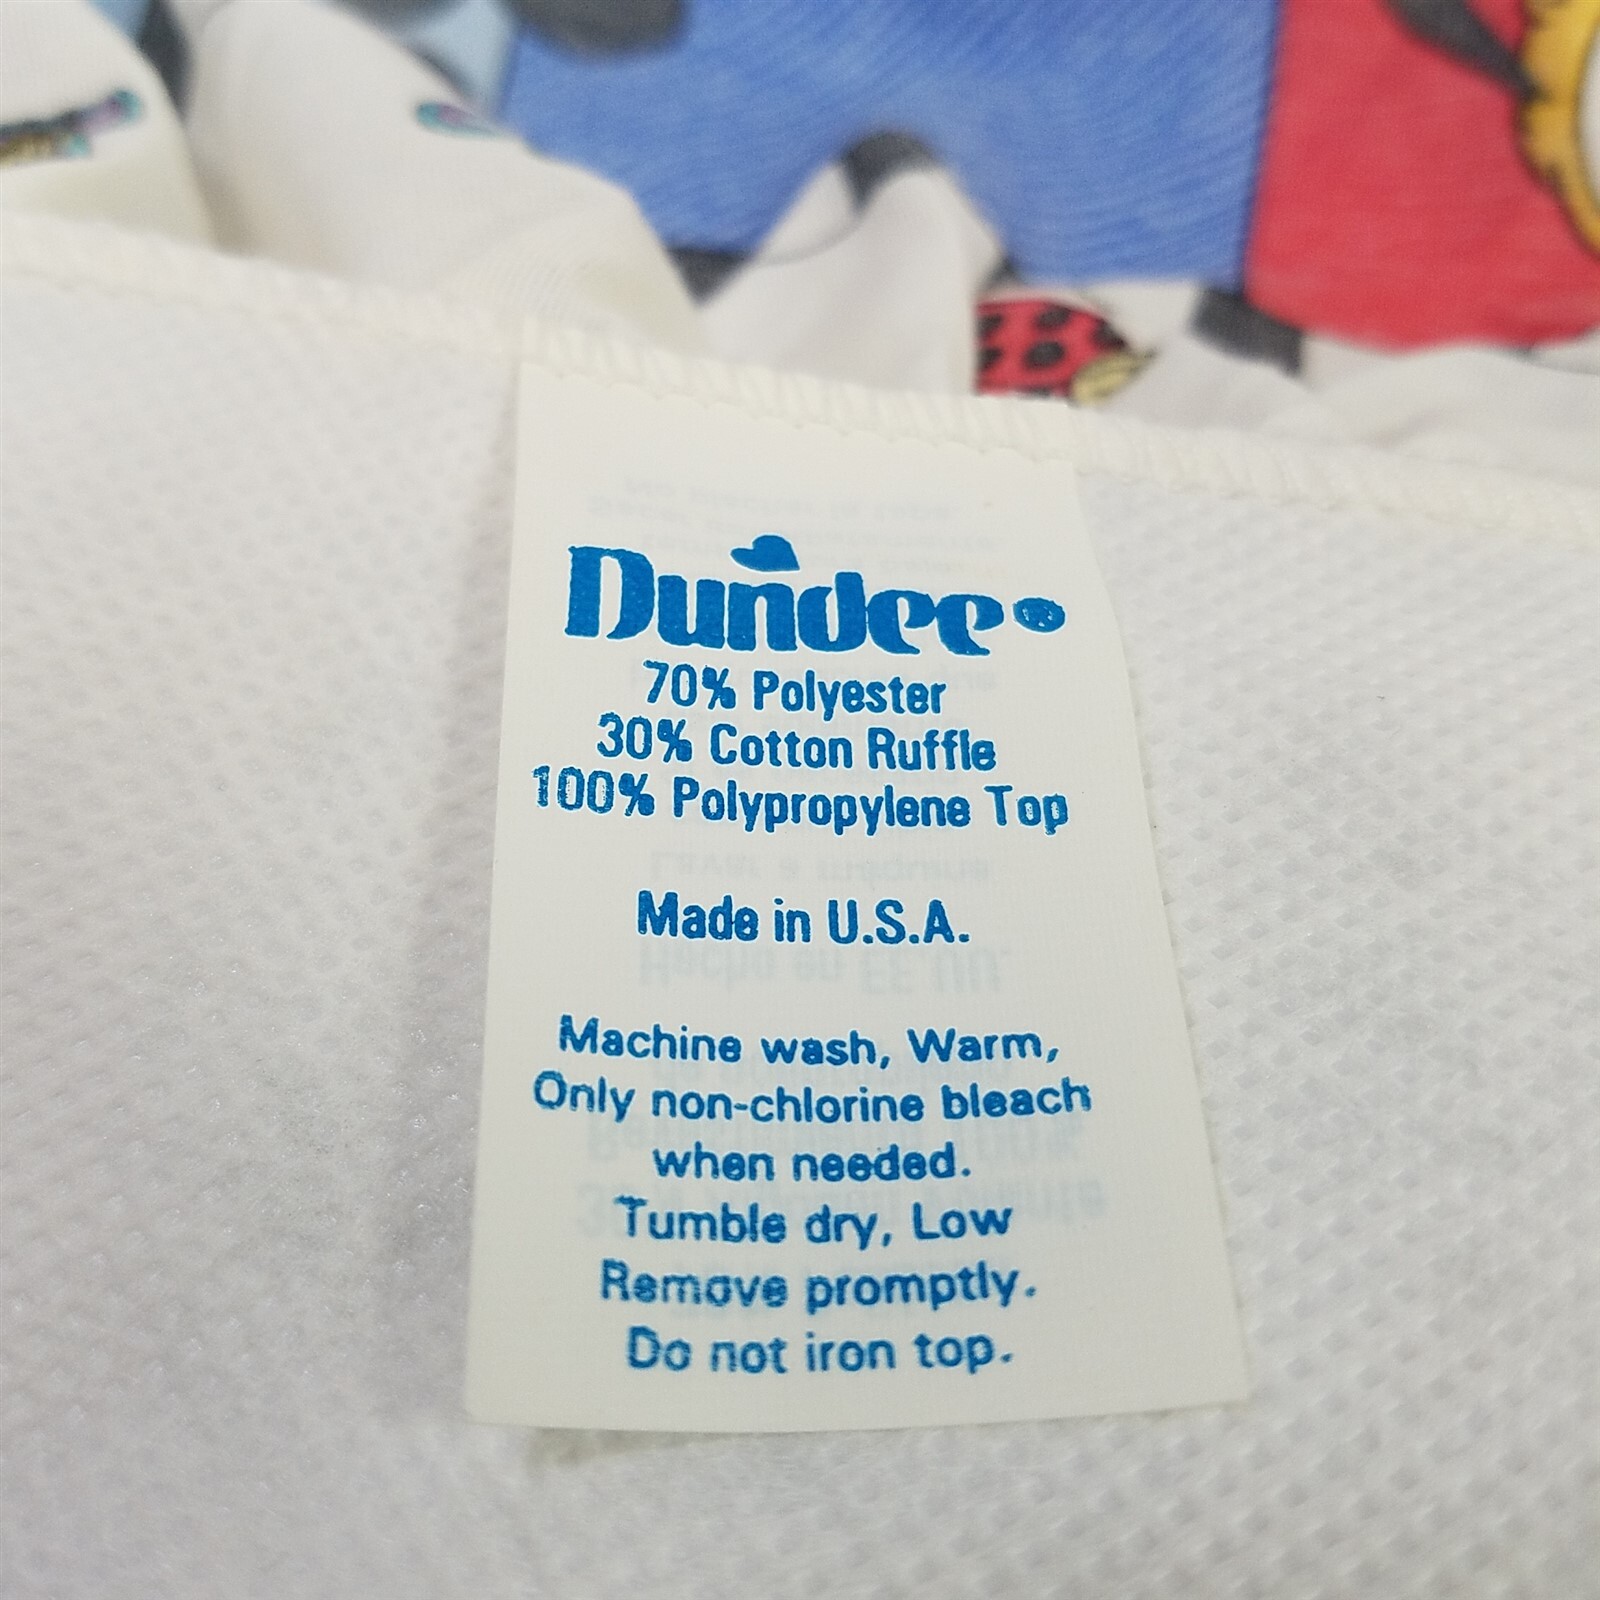 Dundee®
70% Polyester
30% Cotton Ruffle
100% Polypropylene Top
Made in U.S.A.
Machine wash, Warm,
Only non-chlorine bleach
when needed.
Tumble dry, Low
Remove promptly.
Do not iron top.